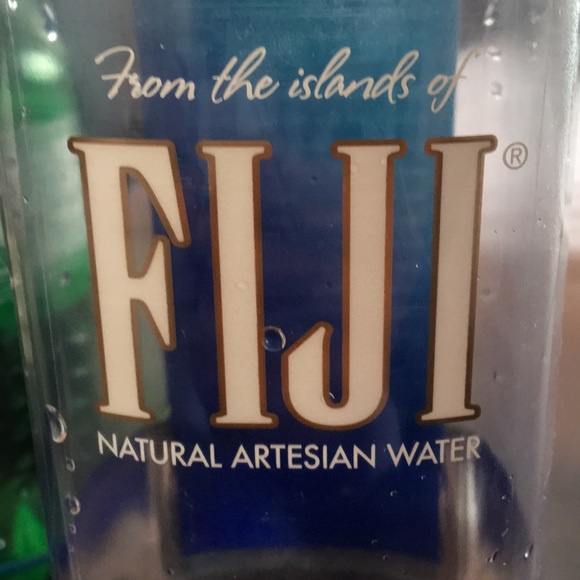 From the islands of
FIJI®
NATURAL ARTESIAN WATER